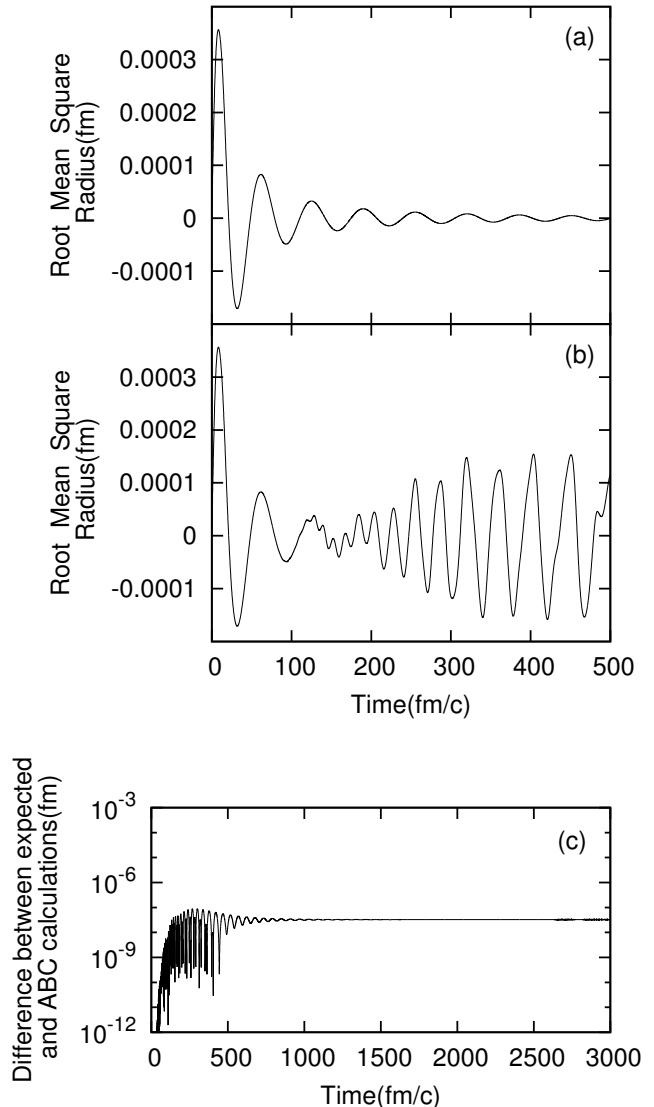 (a)
0.0003
0.0002
0.0001
0
-0.0001
Root Mean Square
Radius(fm)
(b)
0.0003
0.0002
0.0001
0
-0.0001
Root Mean Square
Radius(fm)
0 100 200 300 400 500
Time(fm/c)
(c)
10-3
10-6
10-9
10-12
Difference between expected
and ABC calculations(fm)
0 500 1000 1500 2000 2500 3000
Time(fm/c)